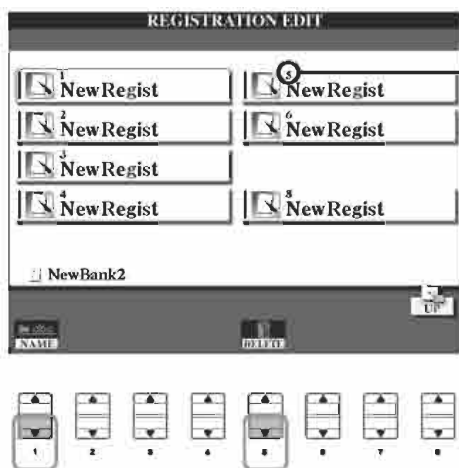 REGISTRATION EDIT
1
NewRegist
5
NewRegist
2
NewRegist
6
NewRegist
3
NewRegist
4
NewRegist
8
NewRegist
NewBank2
UP
NAME
DELETE
1 2 3 4 5 6 7 8